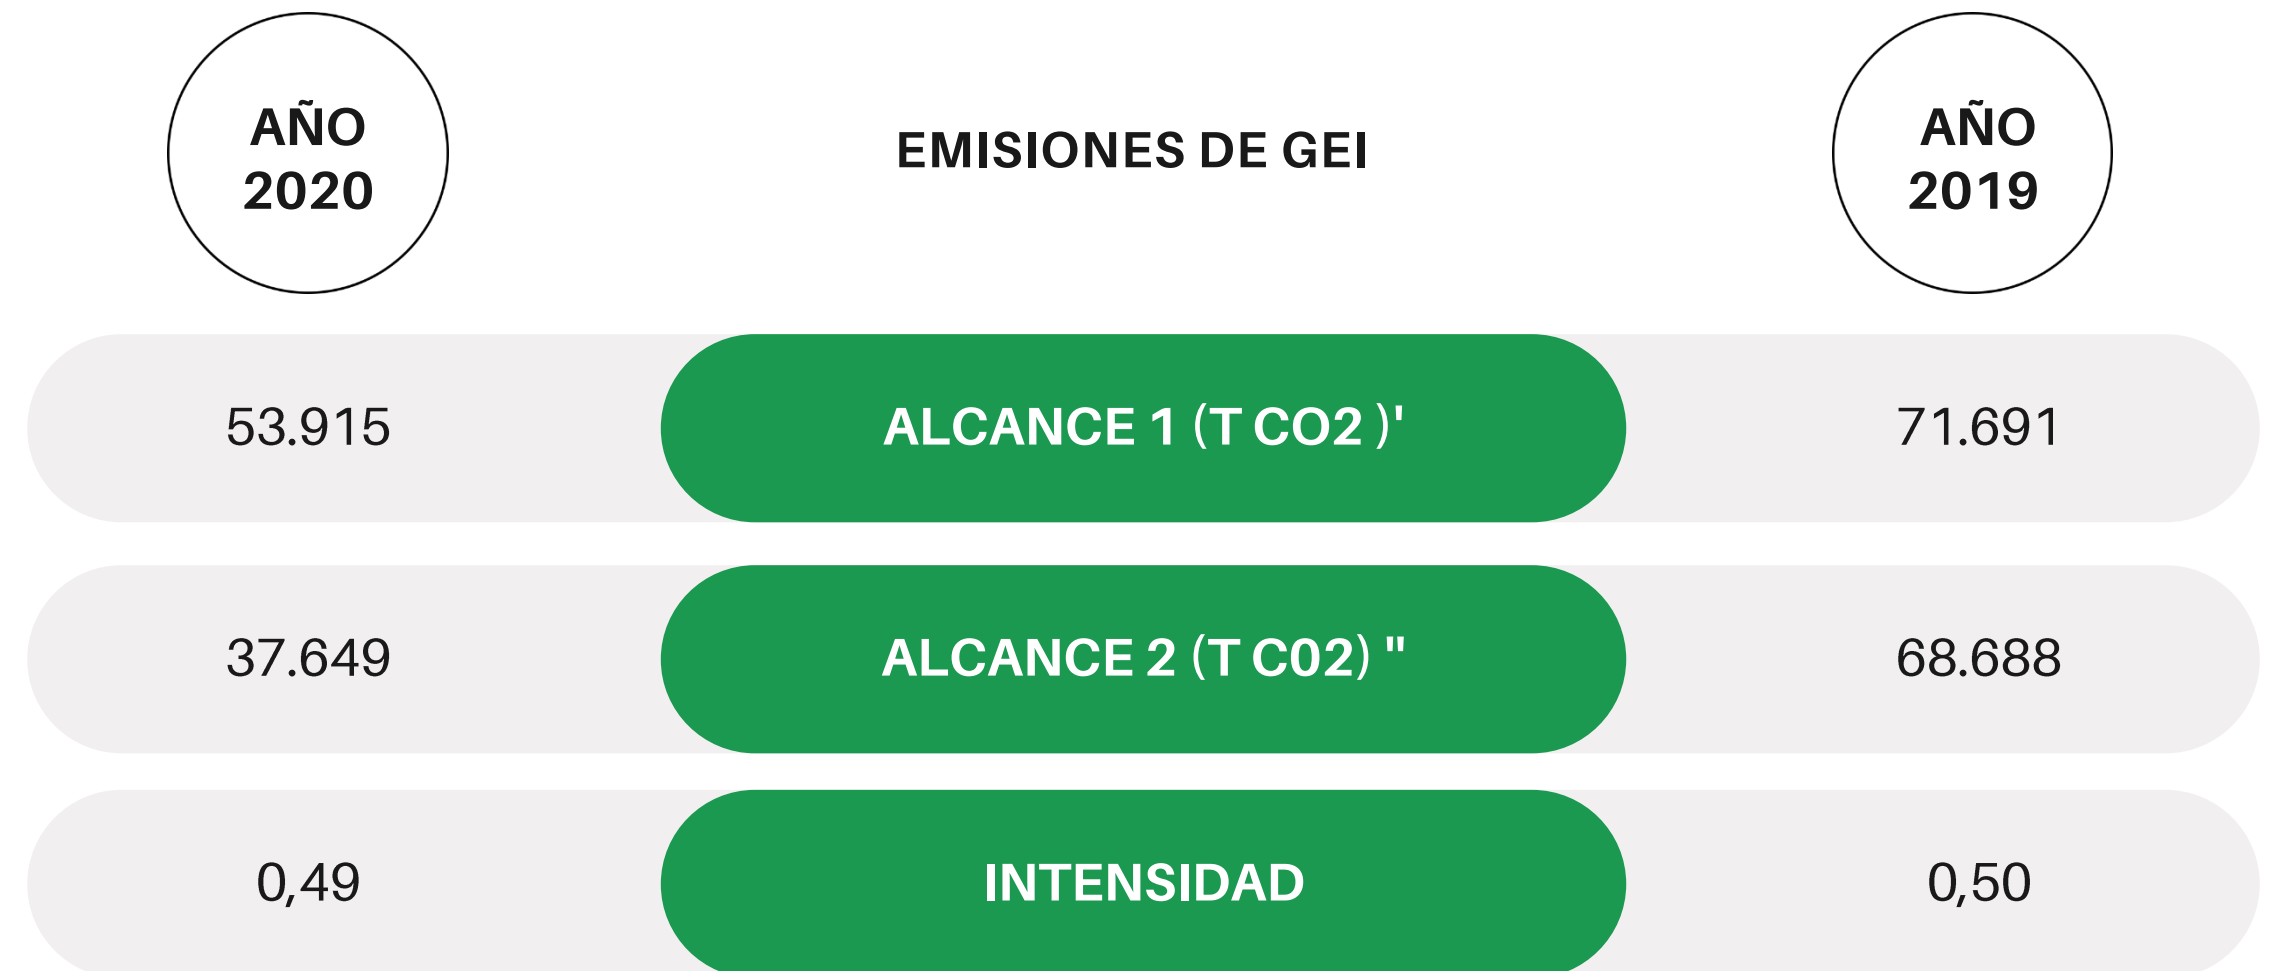 AÑO
2020
EMISIONES DE GEI
AÑO
2019
53.915
ALCANCE 1 (T CO2 )'
71.691
37.649
ALCANCE 2 (T C02) "
68.688
0,49
INTENSIDAD
0,50